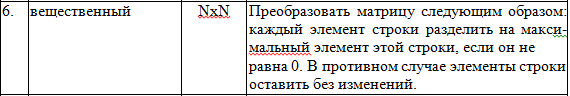 6. вещественный NxN Преобразовать матрицу следующим образом:
каждый элемент строки разделить на макси-
мальный элемент этой строки, если он не
равна 0. В противном случае элементы строки
оставить без изменений.